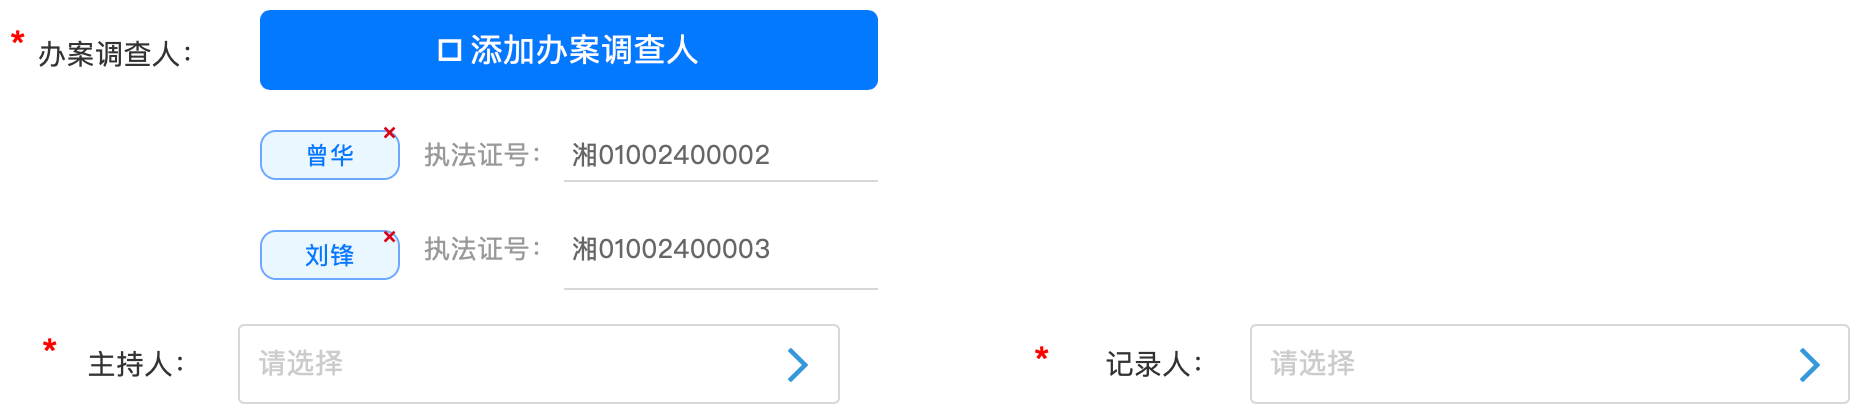 * 办案调查人：
口 添加办案调查人
曾华 × 执法证号： 湘01002400002
刘锋 × 执法证号： 湘01002400003
* 主持人： 请选择
* 记录人： 请选择